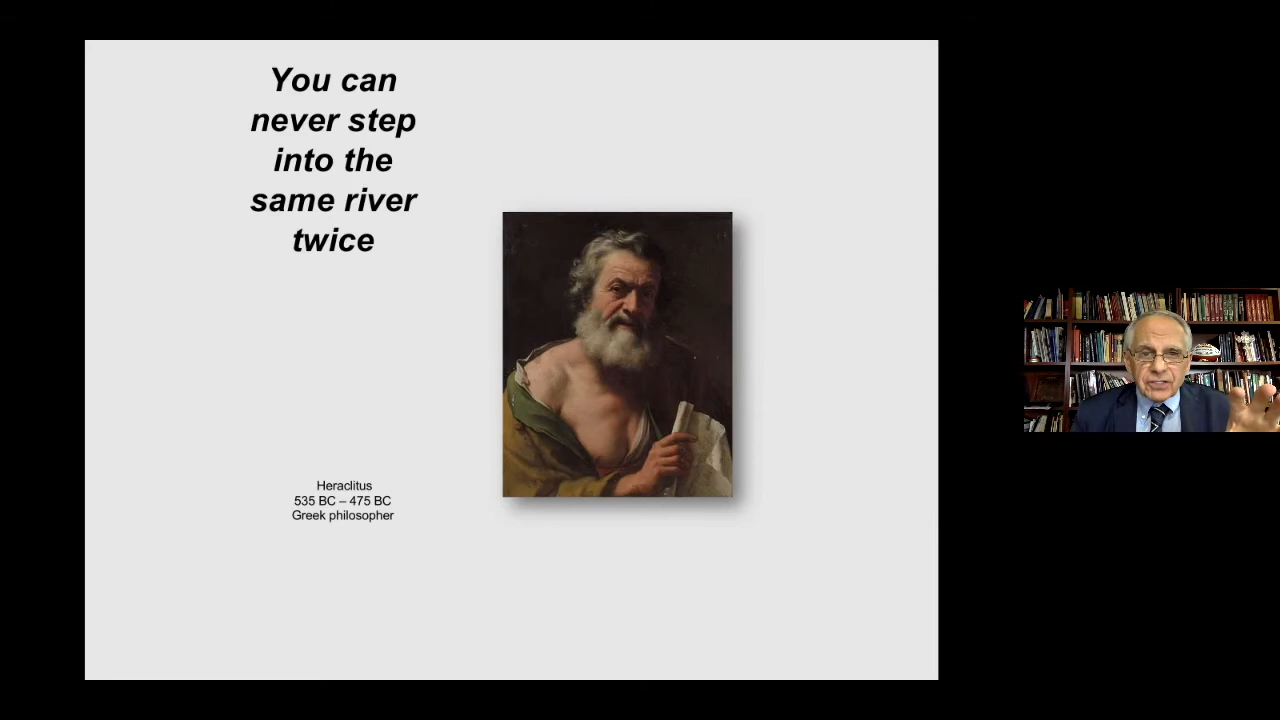 You can
never step
into the
same river
twice
Heraclitus
535 BC – 475 BC
Greek philosopher